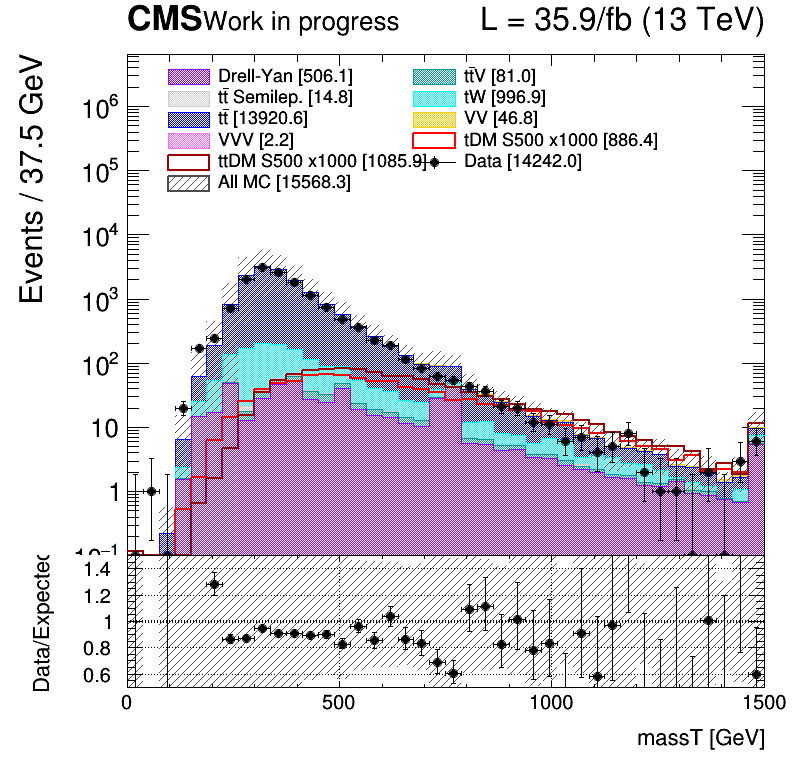 CMS Work in progress L = 35.9/fb (13 TeV)
Events / 37.5 GeV
Drell-Yan [506.1] tt̄V [81.0]
tt̄ Semilep. [14.8] tW [996.9]
tt̄ [13920.6] VV [46.8]
VVV [2.2] tDM S500 x1000 [886.4]
ttDM S500 x1000 [1085.9] Data [14242.0]
All MC [15568.3]
10⁶
10⁵
10⁴
10³
10²
10
1
10⁻¹
Data/Expected
1.4
1.2
1
0.8
0.6
0 500 1000 1500
massT [GeV]